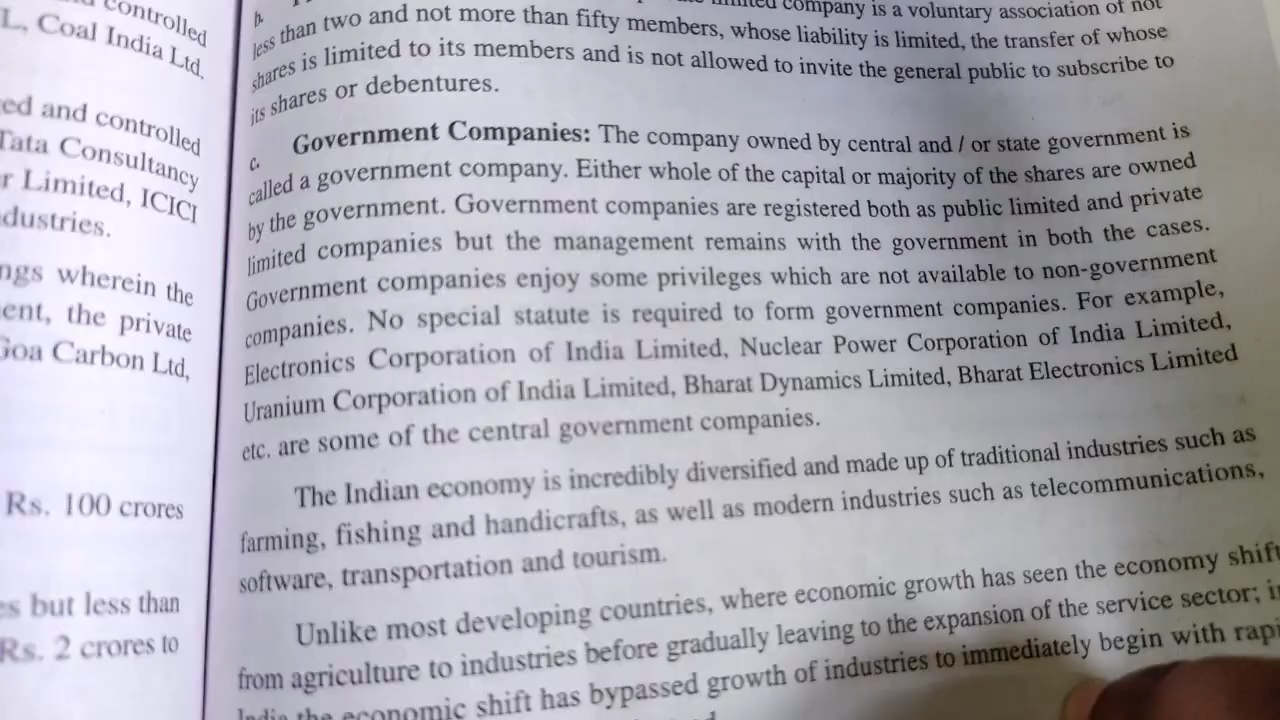 controlled
L, Coal India Ltd.
ed and controlled
Tata Consultancy
r Limited, ICICI
dustries.
ngs wherein the
ent, the private
Goa Carbon Ltd,
Rs. 100 crores
es but less than
Rs. 2 crores to
b. limited company is a voluntary association of not
less than two and not more than fifty members, whose liability is limited, the transfer of whose
shares is limited to its members and is not allowed to invite the general public to subscribe to
its shares or debentures.
c. Government Companies: The company owned by central and / or state government is
called a government company. Either whole of the capital or majority of the shares are owned
by the government. Government companies are registered both as public limited and private
limited companies but the management remains with the government in both the cases.
Government companies enjoy some privileges which are not available to non-government
companies. No special statute is required to form government companies. For example,
Electronics Corporation of India Limited, Nuclear Power Corporation of India Limited,
Uranium Corporation of India Limited, Bharat Dynamics Limited, Bharat Electronics Limited
etc. are some of the central government companies.
The Indian economy is incredibly diversified and made up of traditional industries such as
farming, fishing and handicrafts, as well as modern industries such as telecommunications,
software, transportation and tourism.
Unlike most developing countries, where economic growth has seen the economy shift
from agriculture to industries before gradually leaving to the expansion of the service sector; i
India the economic shift has bypassed growth of industries to immediately begin with rapi